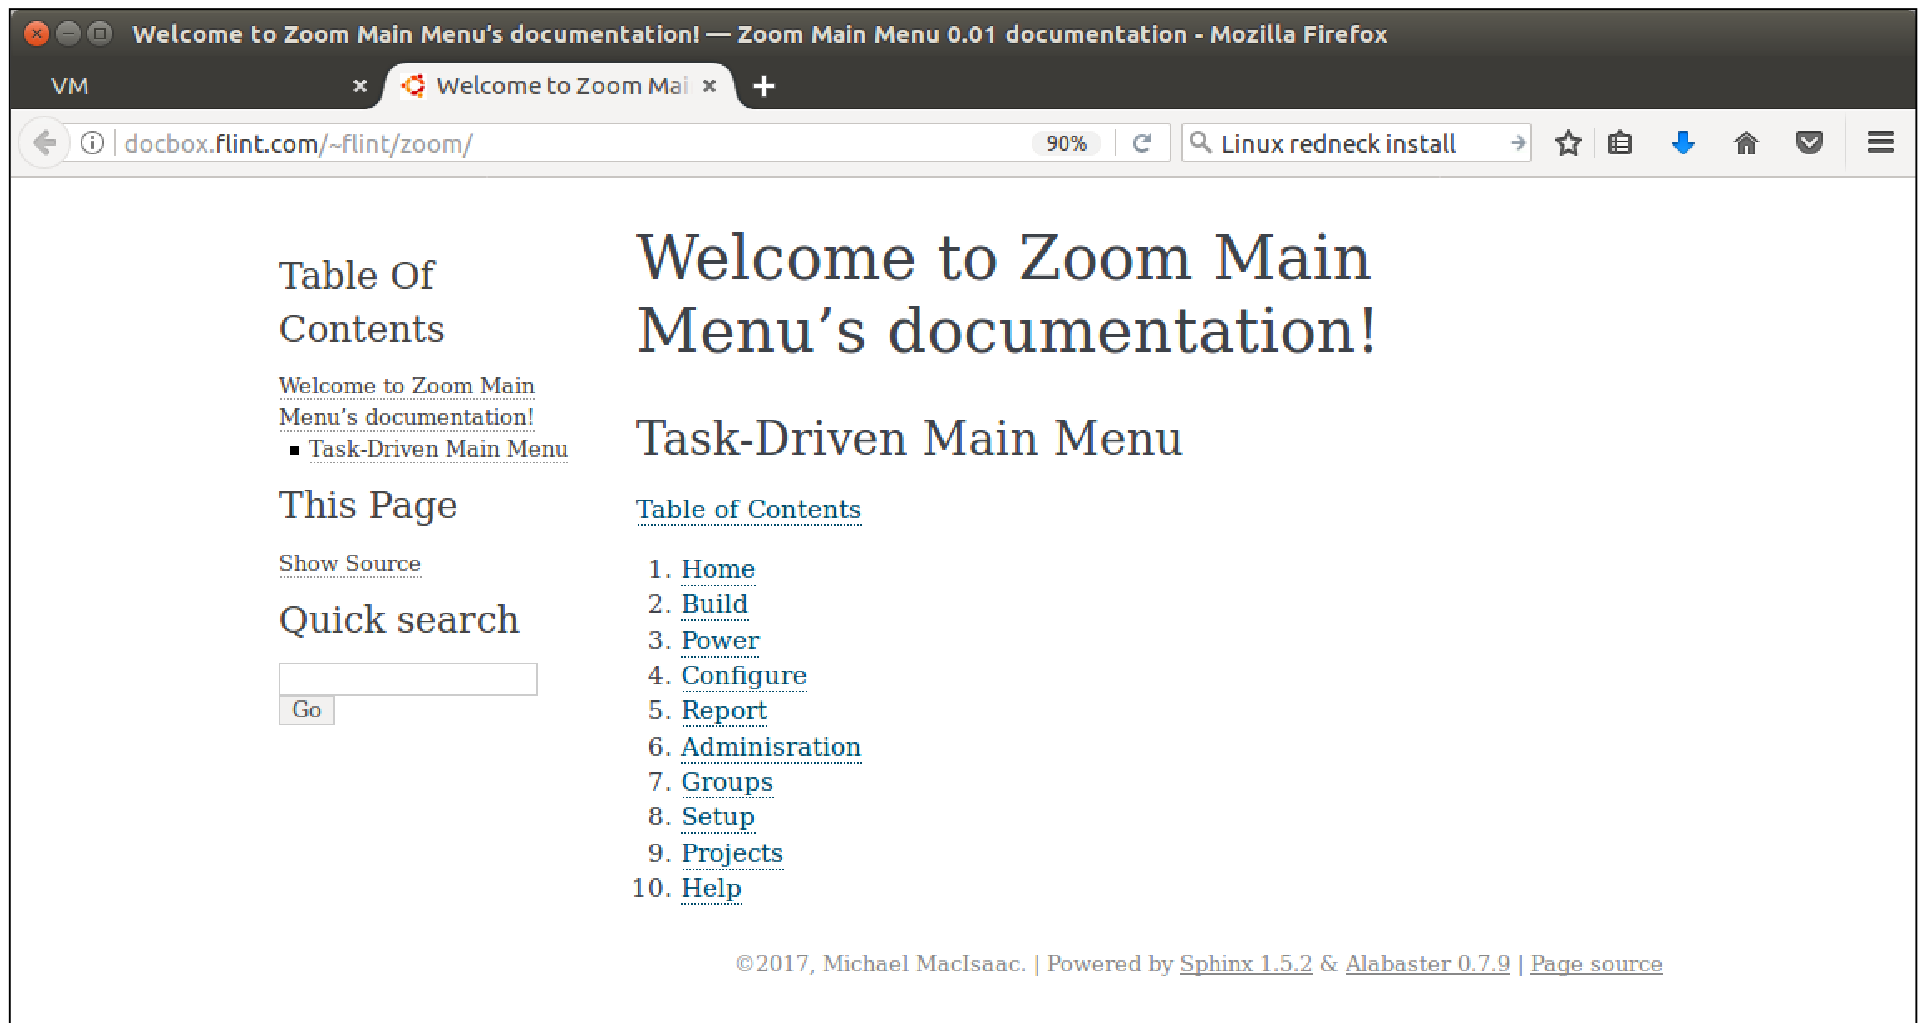 Welcome to Zoom Main Menu’s documentation! — Zoom Main Menu 0.01 documentation - Mozilla Firefox
VM
Welcome to Zoom Mai
docbox.flint.com/~flint/zoom/
90%
Linux redneck install
Table Of
Contents
Welcome to Zoom Main
Menu’s documentation!
Task-Driven Main Menu
This Page
Show Source
Quick search
Go
Welcome to Zoom Main
Menu’s documentation!
Task-Driven Main Menu
Table of Contents
1. Home
2. Build
3. Power
4. Configure
5. Report
6. Adminisration
7. Groups
8. Setup
9. Projects
10. Help
©2017, Michael MacIsaac. | Powered by Sphinx 1.5.2 & Alabaster 0.7.9 | Page source